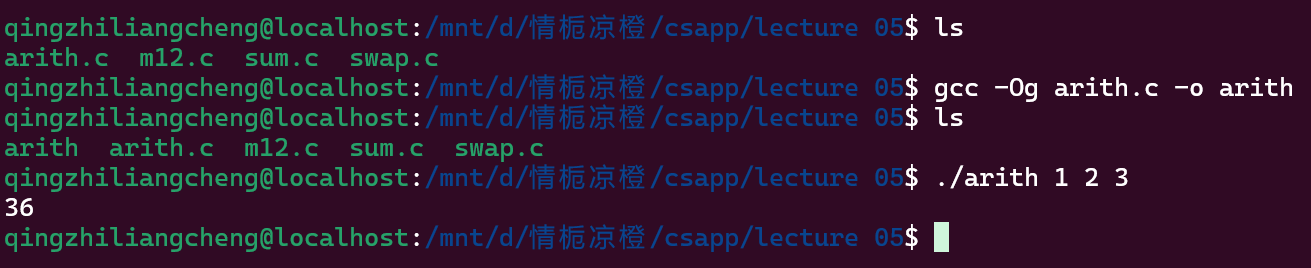 qingzhiliangcheng@localhost:/mnt/d/情栀凉橙/csapp/lecture 05$ ls
arith.c  m12.c  sum.c  swap.c
qingzhiliangcheng@localhost:/mnt/d/情栀凉橙/csapp/lecture 05$ gcc -Og arith.c -o arith
qingzhiliangcheng@localhost:/mnt/d/情栀凉橙/csapp/lecture 05$ ls
arith  arith.c  m12.c  sum.c  swap.c
qingzhiliangcheng@localhost:/mnt/d/情栀凉橙/csapp/lecture 05$ ./arith 1 2 3
36
qingzhiliangcheng@localhost:/mnt/d/情栀凉橙/csapp/lecture 05$